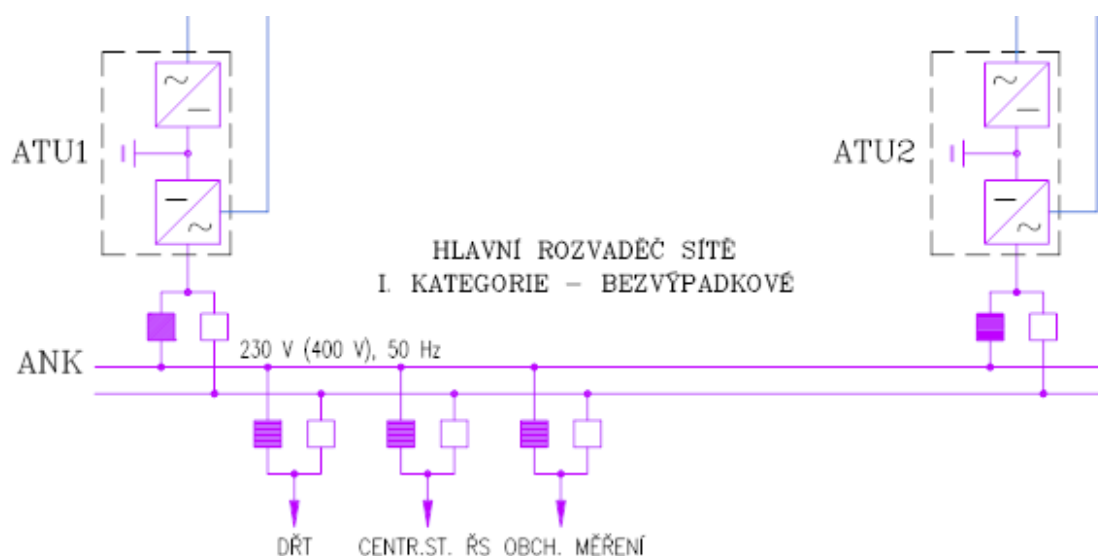 ATU1
ATU2
HLAVNÍ ROZVADĚČ SÍTĚ
I. KATEGORIE – BEZVÝPADKOVÉ
ANK
230 V (400 V), 50 Hz
DŘT
CENTR.ST. ŘS
OBCH. MĚŘENÍ